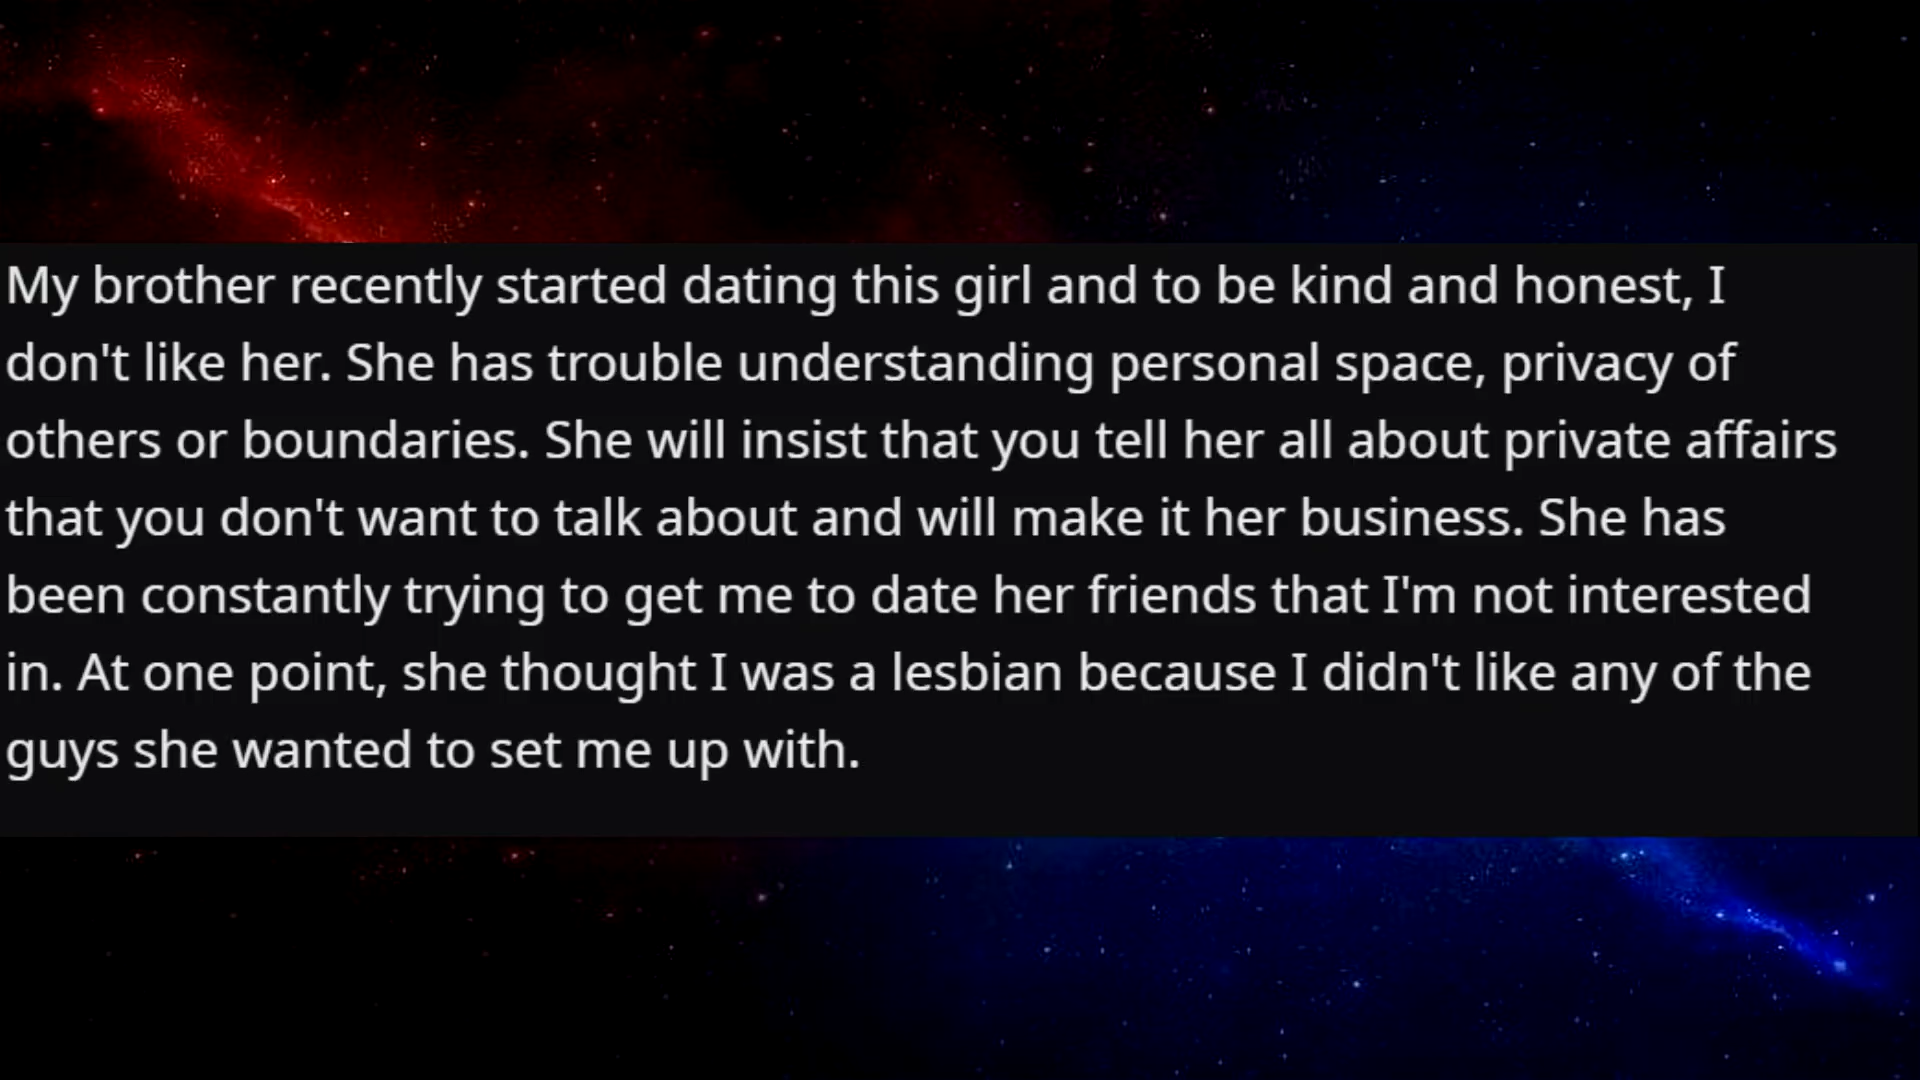 My brother recently started dating this girl and to be kind and honest, I
don't like her. She has trouble understanding personal space, privacy of
others or boundaries. She will insist that you tell her all about private affairs
that you don't want to talk about and will make it her business. She has
been constantly trying to get me to date her friends that I'm not interested
in. At one point, she thought I was a lesbian because I didn't like any of the
guys she wanted to set me up with.